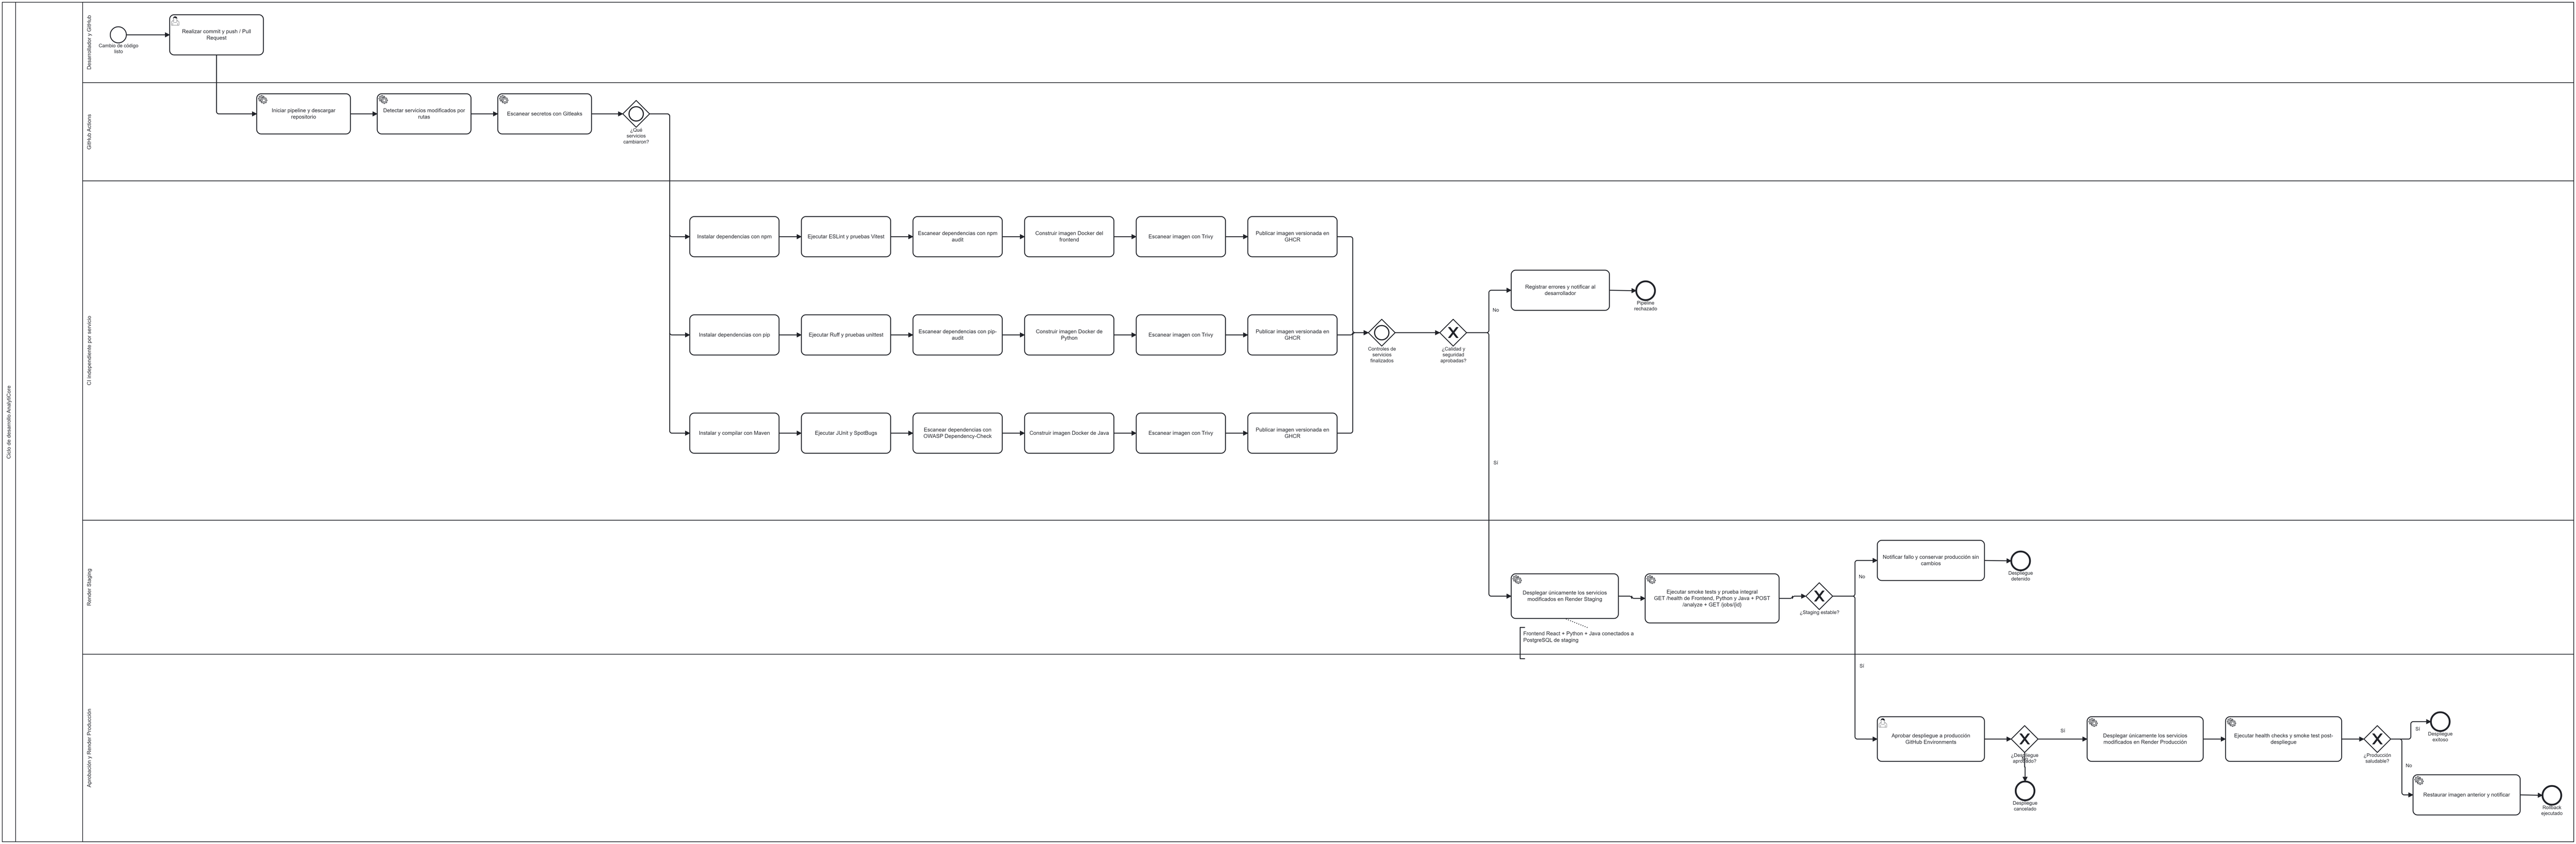 Ciclo de desarrollo AnalytiCore
Desarrollador y GitHub
Cambio de código
listo
Realizar commit y push / Pull
Request
GitHub Actions
Iniciar pipeline y descargar
repositorio
Detectar servicios modificados por
rutas
Escanear secretos con Gitleaks
¿Qué
servicios
cambiaron?
CI independiente por servicio
Instalar dependencias con npm
Ejecutar ESLint y pruebas Vitest
Escanear dependencias con npm
audit
Construir imagen Docker del
frontend
Escanear imagen con Trivy
Publicar imagen versionada en
GHCR
Instalar dependencias con pip
Ejecutar Ruff y pruebas unittest
Escanear dependencias con pip-
audit
Construir imagen Docker de
Python
Escanear imagen con Trivy
Publicar imagen versionada en
GHCR
Instalar y compilar con Maven
Ejecutar JUnit y SpotBugs
Escanear dependencias con
OWASP Dependency-Check
Construir imagen Docker de Java
Escanear imagen con Trivy
Publicar imagen versionada en
GHCR
Controles de
servicios
finalizados
¿Calidad y
seguridad
aprobadas?
No
Registrar errores y notificar al
desarrollador
Pipeline
rechazado
Sí
Render Staging
Desplegar únicamente los servicios
modificados en Render Staging
Frontend React + Python + Java conectados a
PostgreSQL de staging
Ejecutar smoke tests y prueba integral
GET /health de Frontend, Python y Java + POST
/analyze + GET /jobs/{id}
¿Staging estable?
No
Notificar fallo y conservar producción sin
cambios
Despliegue
detenido
Sí
Aprobación y Render Producción
Aprobar despliegue a producción
GitHub Environments
¿Despliegue
aprobado?
Despliegue
cancelado
Sí
Desplegar únicamente los servicios
modificados en Render Producción
Ejecutar health checks y smoke test post-
despliegue
¿Producción
saludable?
Sí
Despliegue
exitoso
No
Restaurar imagen anterior y notificar
Rollback
ejecutado